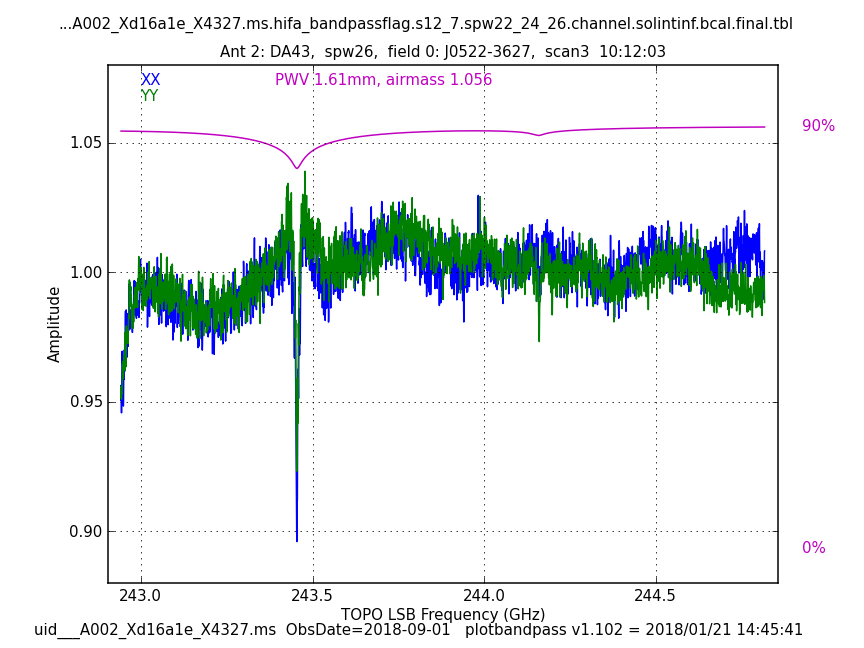 ...A002_Xd16a1e_X4327.ms.hifa_bandpassflag.s12_7.spw22_24_26.channel.solintinf.bcal.final.tbl
Ant 2: DA43, spw26, field 0: J0522-3627, scan3 10:12:03
XX
PWV 1.61mm, airmass 1.056
YY
90%
1.05
1.00
Amplitude
0.95
0.90
0%
243.0 243.5 244.0 244.5
TOPO LSB Frequency (GHz)
uid___A002_Xd16a1e_X4327.ms ObsDate=2018-09-01 plotbandpass v1.102 = 2018/01/21 14:45:41